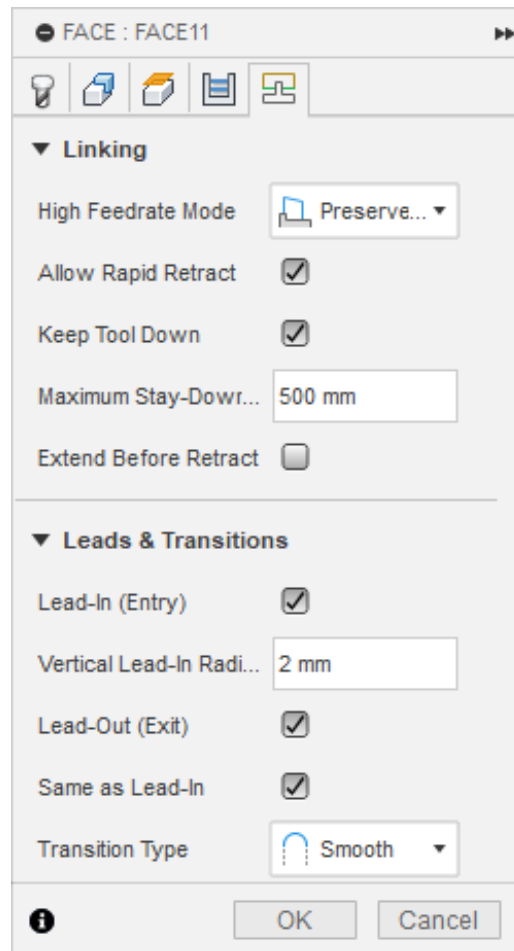 FACE : FACE11
Linking
High Feedrate Mode Preserve...
Allow Rapid Retract
Keep Tool Down
Maximum Stay-Dowr... 500 mm
Extend Before Retract
Leads & Transitions
Lead-In (Entry)
Vertical Lead-In Radi... 2 mm
Lead-Out (Exit)
Same as Lead-In
Transition Type Smooth
OK Cancel